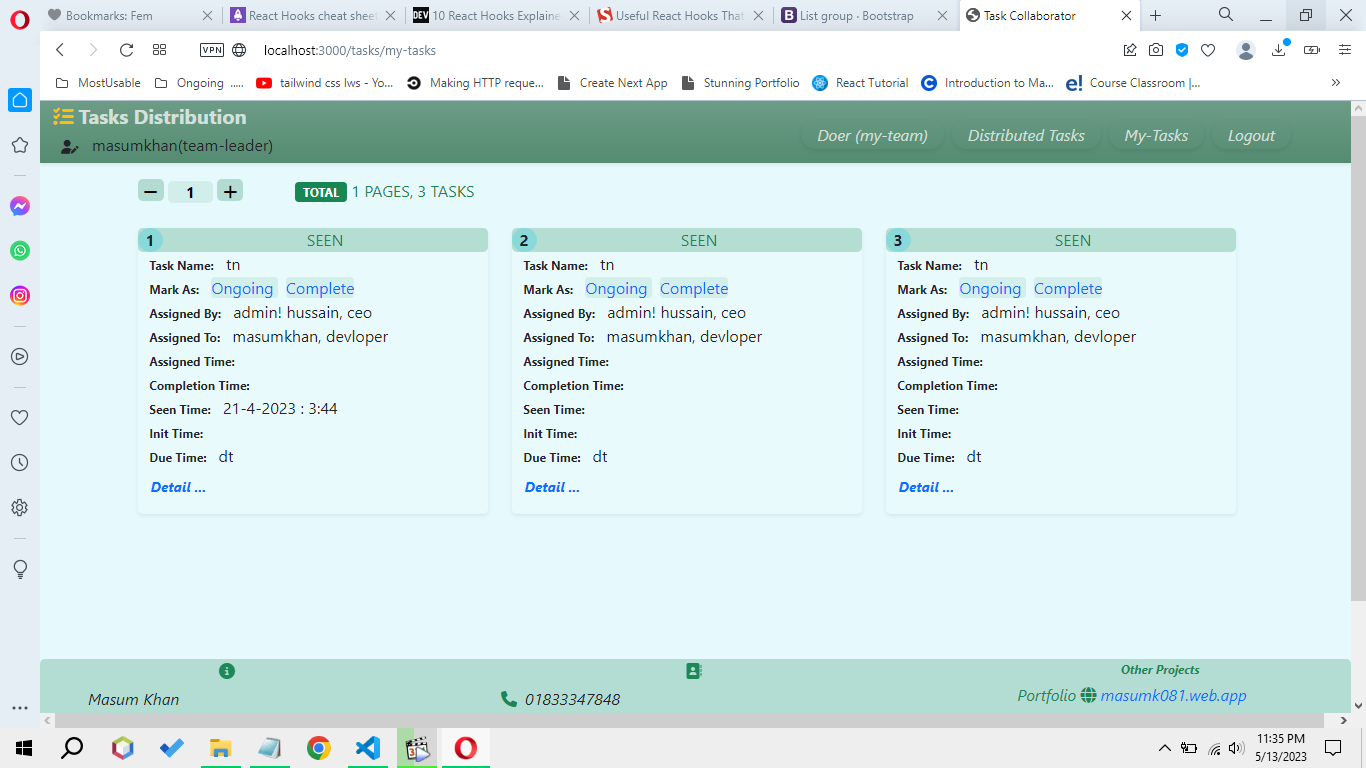 Bookmarks: Fem
React Hooks cheat sheet
DEV 10 React Hooks Explaine
Useful React Hooks That
B List group · Bootstrap
Task Collaborator
VPN localhost:3000/tasks/my-tasks
MostUsable
Ongoing .....
tailwind css lws - Yo...
Making HTTP reque...
Create Next App
Stunning Portfolio
React Tutorial
Introduction to Ma...
e! Course Classroom |...
Tasks Distribution
masumkhan(team-leader)
Doer (my-team)
Distributed Tasks
My-Tasks
Logout
− 1 +
TOTAL 1 PAGES, 3 TASKS
1 SEEN
Task Name: tn
Mark As: Ongoing Complete
Assigned By: admin! hussain, ceo
Assigned To: masumkhan, devloper
Assigned Time:
Completion Time:
Seen Time: 21-4-2023 : 3:44
Init Time:
Due Time: dt
Detail ...
2 SEEN
Task Name: tn
Mark As: Ongoing Complete
Assigned By: admin! hussain, ceo
Assigned To: masumkhan, devloper
Assigned Time:
Completion Time:
Seen Time:
Init Time:
Due Time: dt
Detail ...
3 SEEN
Task Name: tn
Mark As: Ongoing Complete
Assigned By: admin! hussain, ceo
Assigned To: masumkhan, devloper
Assigned Time:
Completion Time:
Seen Time:
Init Time:
Due Time: dt
Detail ...
Masum Khan
01833347848
Other Projects
Portfolio masumk081.web.app
11:35 PM
5/13/2023